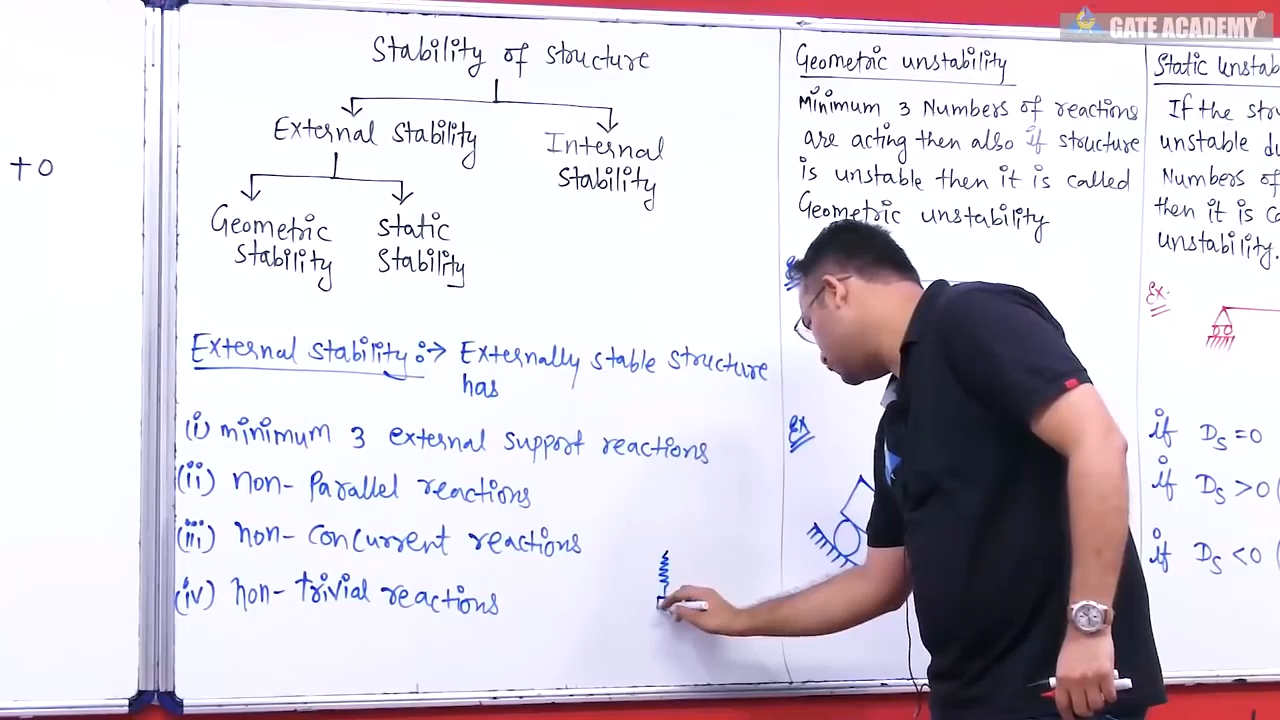 GATE ACADEMY
+0
Stability of structure
External stability
Internal
stability
Geometric
stability
static
stability
External stability :→ Externally stable structure
has
(i) minimum 3 external support reactions
(ii) non-parallel reactions
(iii) non-concurrent reactions
(iv) non-trivial reactions
Geometric unstability
Minimum 3 Numbers of reactions
are acting then also if structure
is unstable then it is called
Geometric unstability
Ex
Static
If the
unstable
Numbers of
then it is
unstability.
Ex.
if Ds =0
if Ds >0
if Ds <0